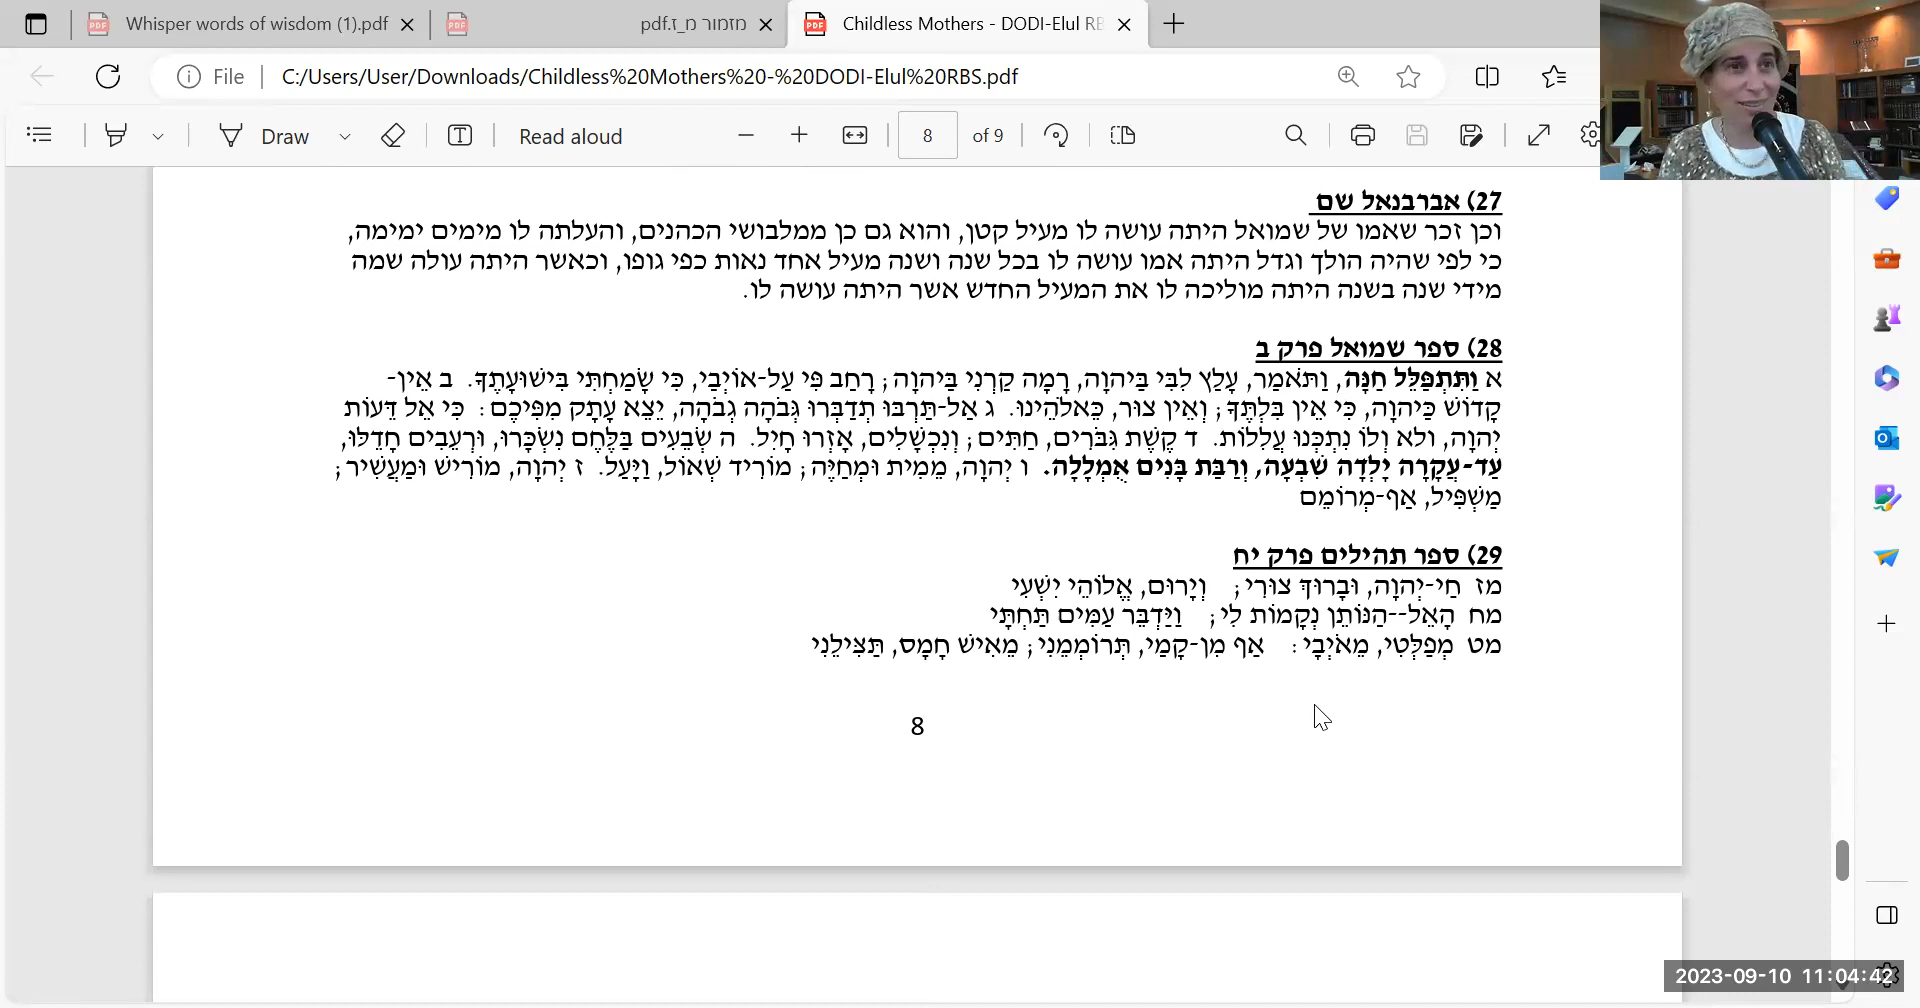 Whisper words of wisdom (1).pdf
מזמור מ_ז.pdf
Childless Mothers - DODI-Elul RB
File
C:/Users/User/Downloads/Childless%20Mothers%20-%20DODI-Elul%20RBS.pdf
Draw
Read aloud
8
of 9
27) אברבנאל שם
וכן זכר שאמו של שמואל היתה עושה לו מעיל קטן, והוא גם כן ממלבושי הכהנים, והעלתה לו מימים ימימה,
כי לפי שהיה הולך וגדל היתה אמו עושה לו בכל שנה ושנה מעיל אחד נאות כפי גופו, וכאשר היתה עולה שמה
מידי שנה בשנה היתה מוליכה לו את המעיל החדש אשר היתה עושה לו.
28) ספר שמואל פרק ב
א וַתִּתְפַּלֵּל חַנָּה, וַתֹּאמַר, עָלַץ לִבִּי בַּיהוָה, רָמָה קַרְנִי בַּיהוָה; רָחַב פִּי עַל-אוֹיְבַי, כִּי שָׂמַחְתִּי בִּישׁוּעָתֶךָ. ב אֵין-
קָדוֹשׁ כַּיהוָה, כִּי אֵין בִּלְתֶּךָ; וְאֵין צוּר, כֵּאלֹהֵינוּ. ג אַל-תַּרְבּוּ תְדַבְּרוּ גְּבֹהָה גְבֹהָה, יֵצֵא עָתָק מִפִּיכֶם: כִּי אֵל דֵּעוֹת
יְהוָה, ולא וְלוֹ נִתְכְּנוּ עֲלִלוֹת. ד קֶשֶׁת גִּבֹּרִים, חַתִּים; וְנִכְשָׁלִים, אָזְרוּ חָיִל. ה שְׂבֵעִים בַּלֶּחֶם נִשְׂכָּרוּ, וּרְעֵבִים חָדֵלּוּ,
עַד-עֲקָרָה יָלְדָה שִׁבְעָה, וְרַבַּת בָּנִים אֻמְלָלָה. ו יְהוָה, מֵמִית וּמְחַיֶּה; מוֹרִיד שְׁאוֹל, וַיָּעַל. ז יְהוָה, מוֹרִישׁ וּמַעֲשִׁיר;
מַשְׁפִּיל, אַף-מְרוֹמֵם
29) ספר תהילים פרק יח
מז חַי-יְהוָה, וּבָרוּךְ צוּרִי; וְיָרוּם, אֱלוֹהֵי יִשְׁעִי
מח הָאֵל--הַנּוֹתֵן נְקָמוֹת לִי; וַיַּדְבֵּר עַמִּים תַּחְתָּי
מט מְפַלְּטִי, מֵאֹיְבָי: אַף מִן-קָמַי, תְּרוֹמְמֵנִי; מֵאִישׁ חָמָס, תַּצִּילֵנִי
8
2023-09-10 11:04:42